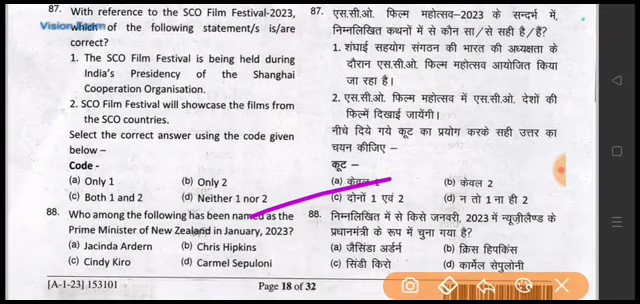 87. With reference to the SCO Film Festival-2023,
which of the following statement/s is/are
correct?
1. The SCO Film Festival is being held during
India's Presidency of the Shanghai
Cooperation Organisation.
2. SCO Film Festival will showcase the films from
the SCO countries.
Select the correct answer using the code given
below –
Code -
(a) Only 1 (b) Only 2
(c) Both 1 and 2 (d) Neither 1 nor 2
88. Who among the following has been named as the
Prime Minister of New Zealand in January, 2023?
(a) Jacinda Ardern (b) Chris Hipkins
(c) Cindy Kiro (d) Carmel Sepuloni
[A-1-23] 153101
Page 18 of 32
87. एस.सी.ओ. फिल्म महोत्सव–2023 के सन्दर्भ में,
निम्नलिखित कथनों में से कौन सा/से सही है/हैं?
1. शंघाई सहयोग संगठन की भारत की अध्यक्षता के
दौरान एस.सी.ओ. फिल्म महोत्सव आयोजित किया
जा रहा है।
2. एस.सी.ओ. फिल्म महोत्सव में एस.सी.ओ. देशों की
फिल्में दिखाई जायेंगी।
नीचे दिये गये कूट का प्रयोग करके सही उत्तर का
चयन कीजिए –
कूट –
(a) केवल 1 (b) केवल 2
(c) दोनों 1 एवं 2 (d) न तो 1 ना ही 2
88. निम्नलिखित में से किसे जनवरी, 2023 में न्यूज़ीलैण्ड के
प्रधानमंत्री के रूप में चुना गया है?
(a) जैसिंडा अर्डर्न (b) क्रिस हिपकिंस
(c) सिंडी किरो (d) कार्मेल सेपुलोनी